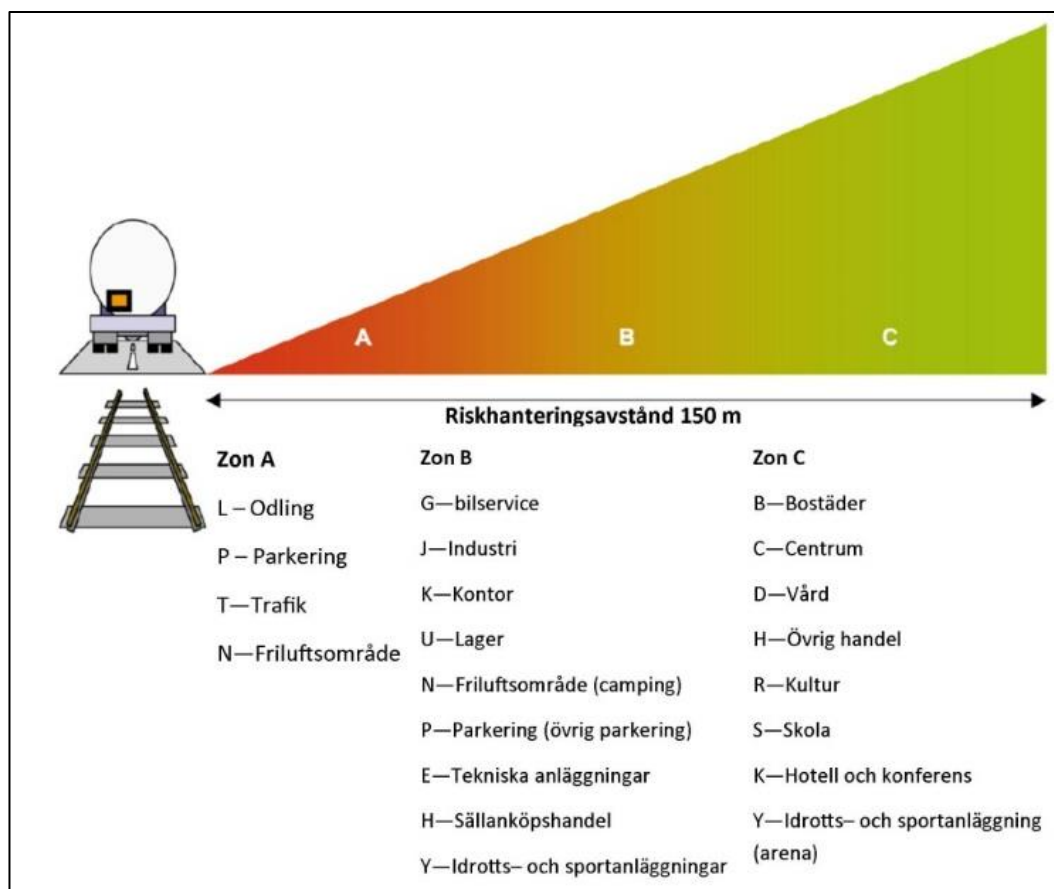 A
B
C
Riskhanteringsavstånd 150 m
Zon A
L – Odling
P – Parkering
T—Trafik
N—Friluftsområde
Zon B
G—bilservice
J—Industri
K—Kontor
U—Lager
N—Friluftsområde (camping)
P—Parkering (övrig parkering)
E—Tekniska anläggningar
H—Sällanköpshandel
Y—Idrotts– och sportanläggningar
Zon C
B—Bostäder
C—Centrum
D—Vård
H—Övrig handel
R—Kultur
S—Skola
K—Hotell och konferens
Y—Idrotts– och sportanläggning
(arena)